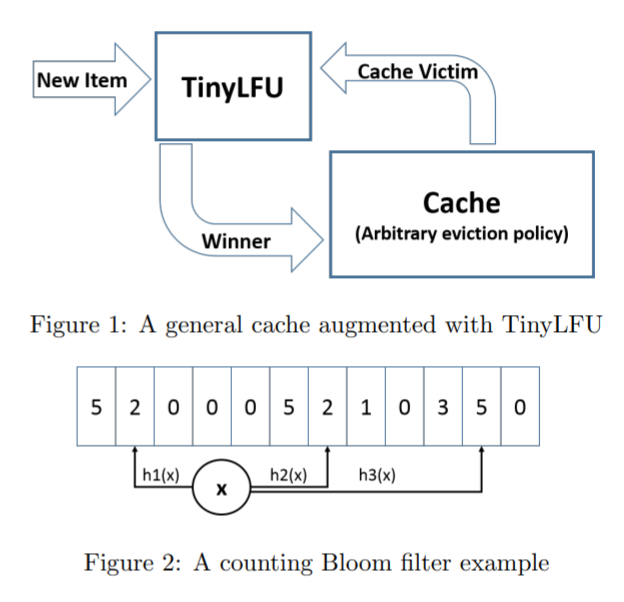 New Item
TinyLFU
Cache Victim
Cache
(Arbitrary eviction policy)
Winner
Figure 1: A general cache augmented with TinyLFU
5 2 0 0 0 5 2 1 0 3 5 0
h1(x) x h2(x) h3(x)
Figure 2: A counting Bloom filter example